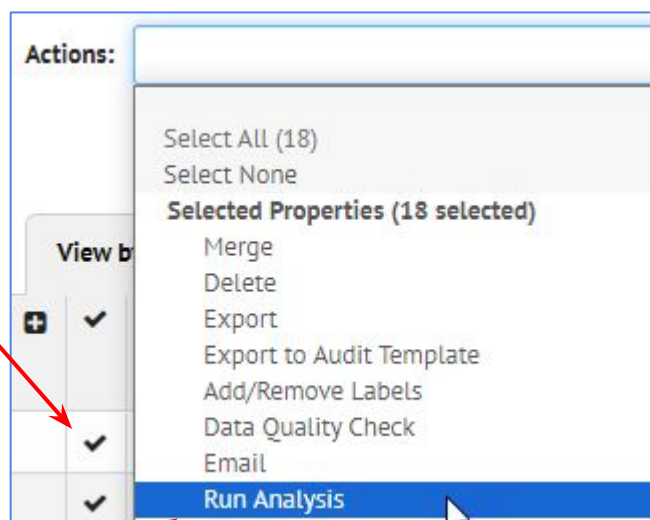 Actions:
Select All (18)
Select None
Selected Properties (18 selected)
Merge
View b
Delete
Export
Export to Audit Template
Add/Remove Labels
Data Quality Check
Email
Run Analysis